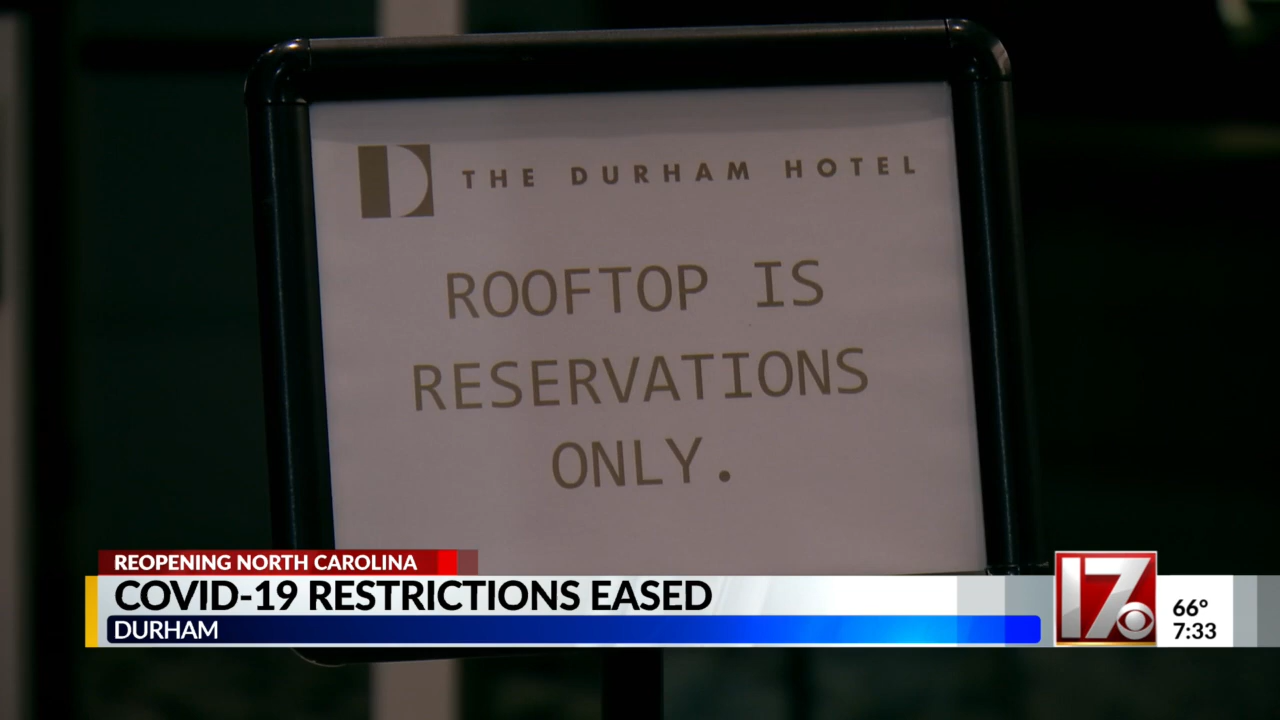 THE DURHAM HOTEL
ROOFTOP IS
RESERVATIONS
ONLY.
REOPENING NORTH CAROLINA
COVID-19 RESTRICTIONS EASED
DURHAM
17
66°
7:33